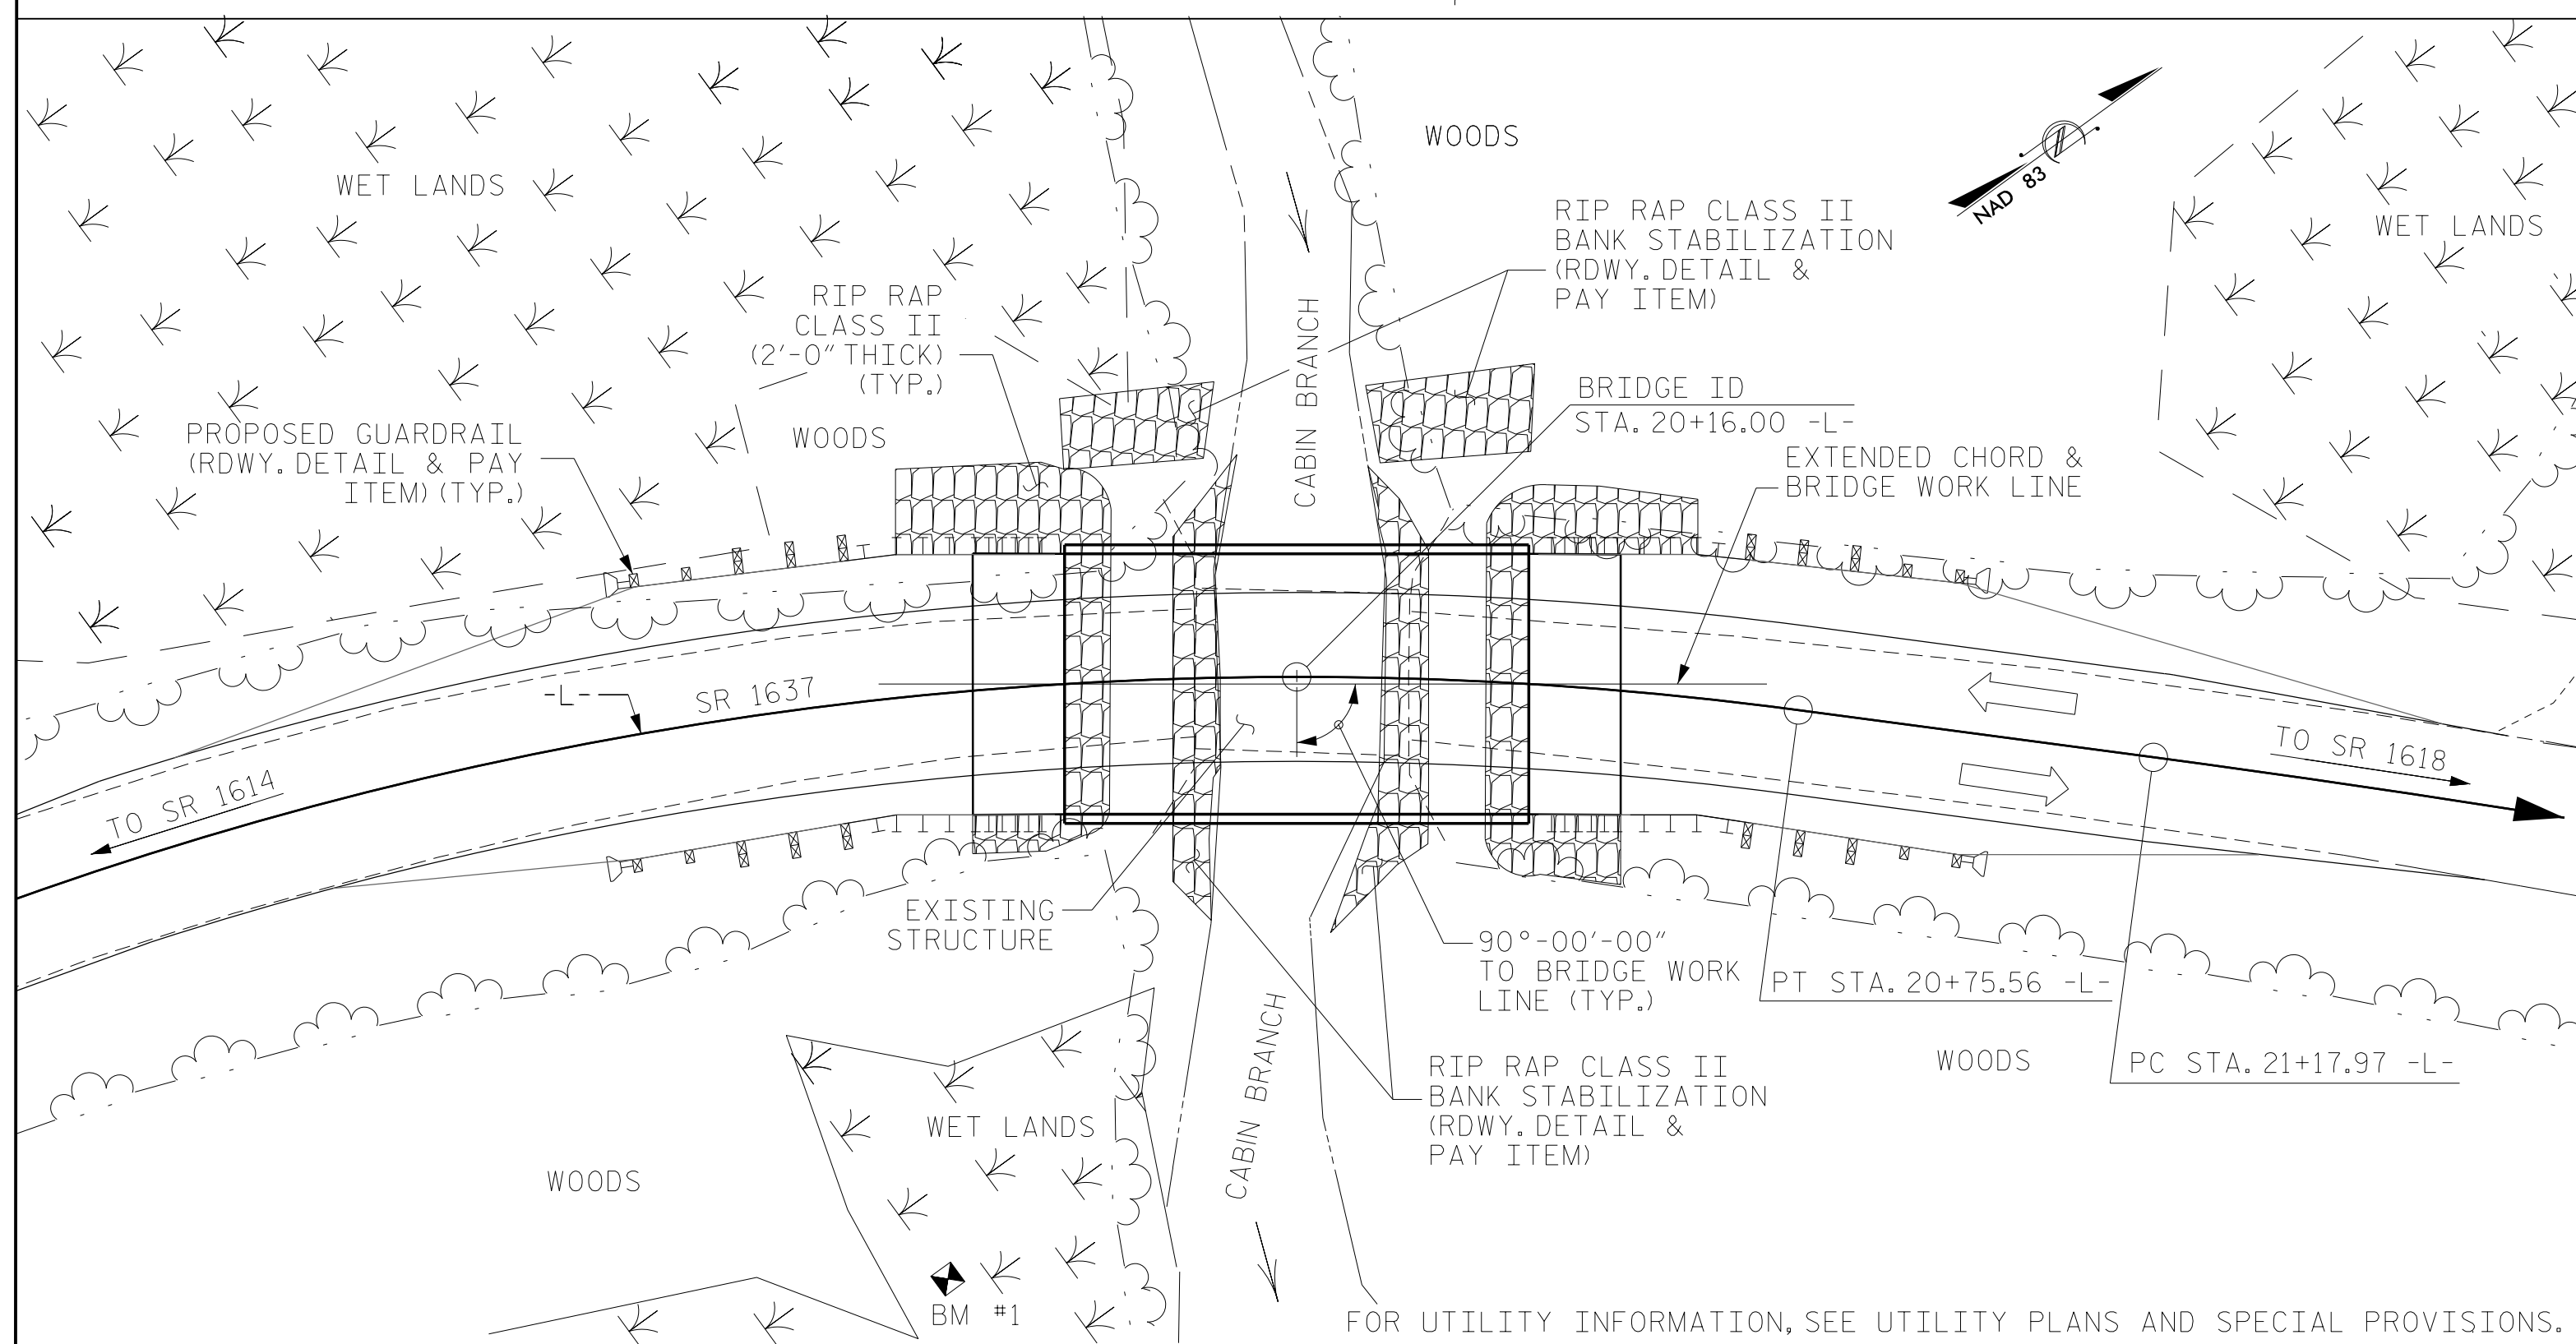 WOODS
NAD 83
WET LANDS
WET LANDS
RIP RAP CLASS II
BANK STABILIZATION
(RDWY. DETAIL &
PAY ITEM)
RIP RAP
CLASS II
(2'-0" THICK)
(TYP.)
CABIN BRANCH
BRIDGE ID
STA. 20+16.00 -L-
PROPOSED GUARDRAIL
(RDWY. DETAIL & PAY
ITEM) (TYP.)
WOODS
EXTENDED CHORD &
BRIDGE WORK LINE
-L-
SR 1637
TO SR 1614
TO SR 1618
EXISTING
STRUCTURE
90°-00'-00"
TO BRIDGE WORK
LINE (TYP.)
PT STA. 20+75.56 -L-
PC STA. 21+17.97 -L-
WOODS
CABIN BRANCH
RIP RAP CLASS II
BANK STABILIZATION
(RDWY. DETAIL &
PAY ITEM)
WET LANDS
WOODS
BM #1
FOR UTILITY INFORMATION, SEE UTILITY PLANS AND SPECIAL PROVISIONS.